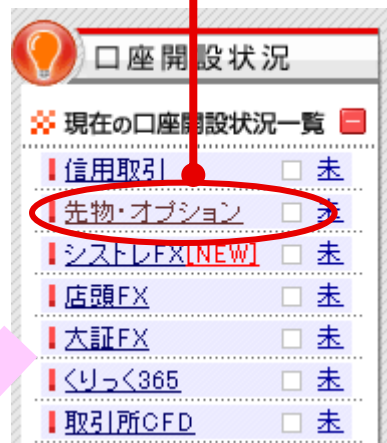 口座開設状況
現在の口座開設状況一覧
信用取引 未
先物・オプション 未
システトレFX[NEW] 未
店頭FX 未
大証FX 未
くりっく365 未
取引所CFD 未